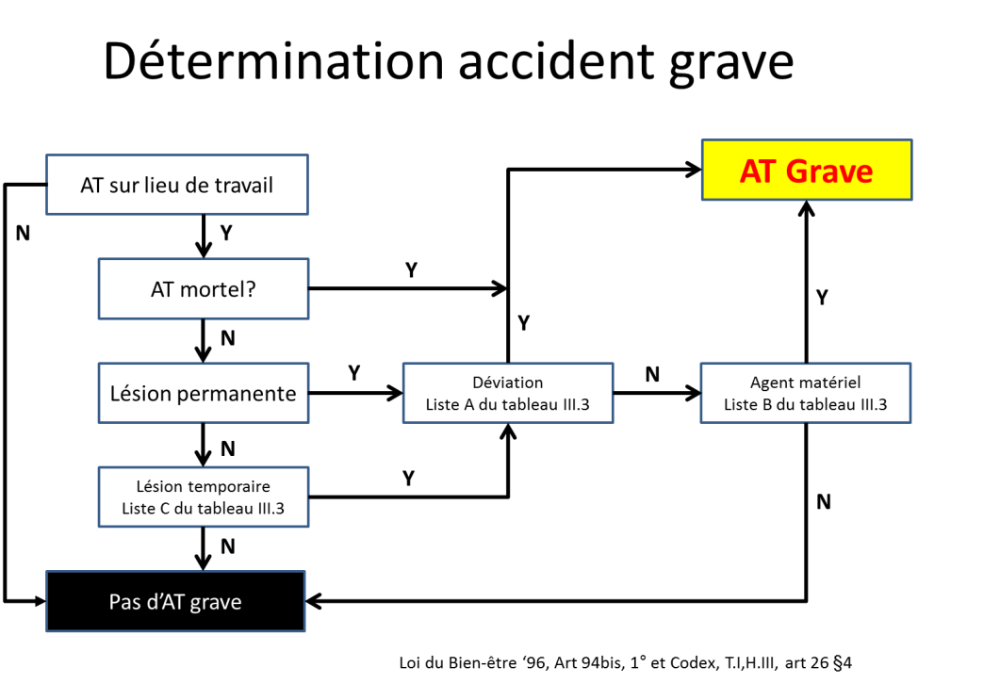 Détermination accident grave
AT sur lieu de travail
AT Grave
N
Y
AT mortel?
Y
Y
N
Y
Lésion permanente
Y
Déviation
Liste A du tableau III.3
N
Agent matériel
Liste B du tableau III.3
N
Lésion temporaire
Liste C du tableau III.3
Y
N
N
Pas d’AT grave
Loi du Bien-être ‘96, Art 94bis, 1° et Codex, T.I,H.III, art 26 §4